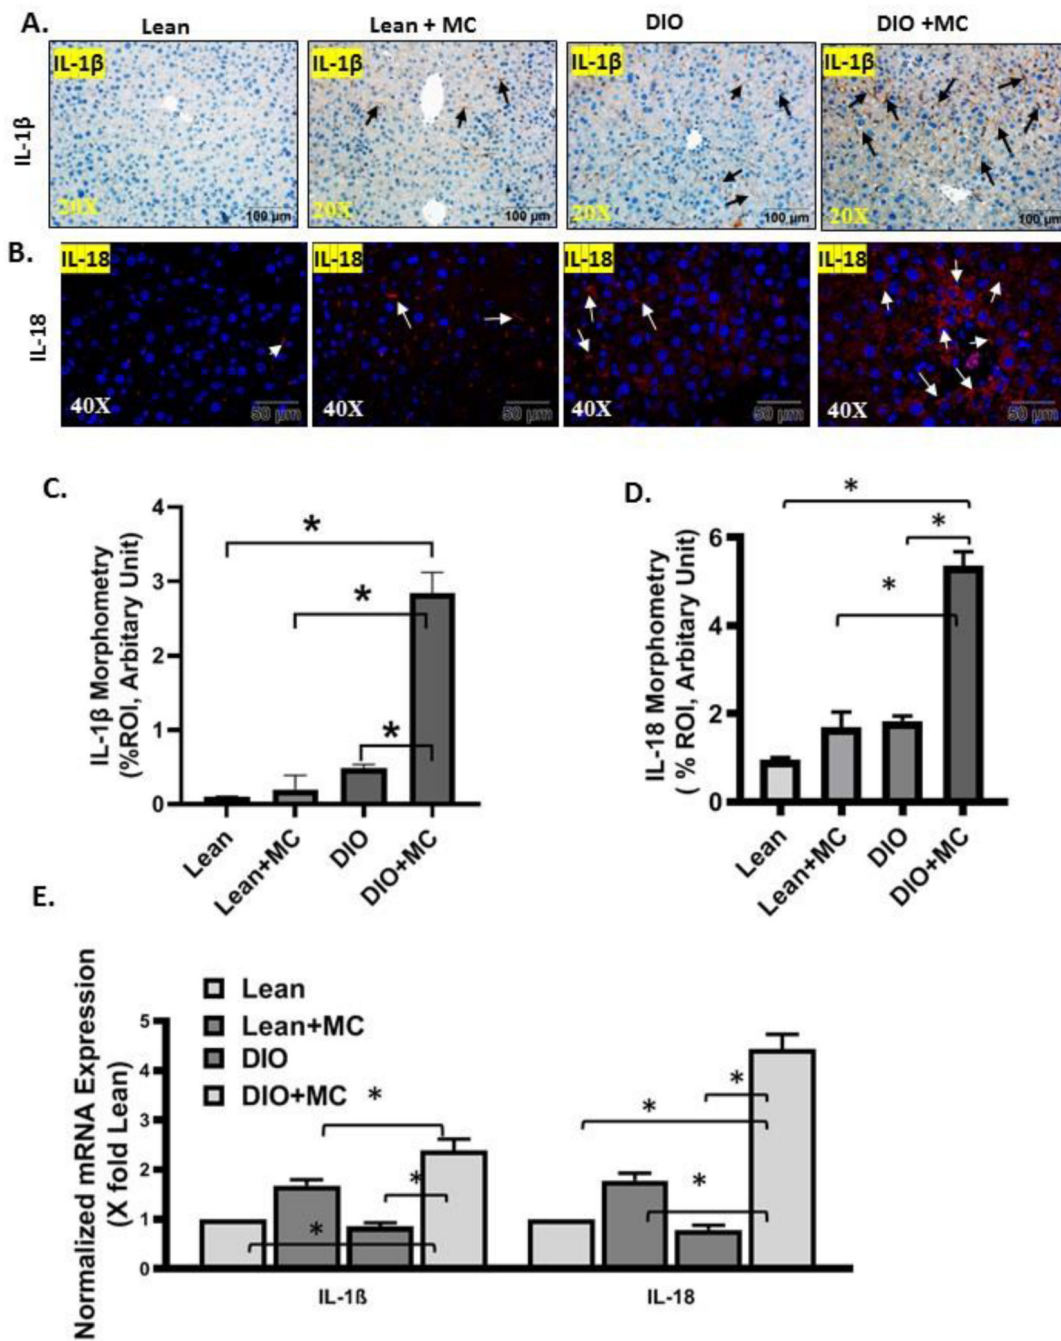 A. Lean Lean + MC DIO DIO +MC
IL-1β IL-1β IL-1β IL-1β
IL-1β
20X 100 µm 20X 100 µm 20X 100 µm 20X 100 µm
B. IL-18 IL-18 IL-18 IL-18
IL-18
40X 50 µm 40X 50 µm 40X 50 µm 40X 50 µm
C.
IL-1β Morphometry
(%ROI, Arbitary Unit)
4
3
2
1
0
* * *
Lean Lean+MC DIO DIO+MC
D.
IL-18 Morphometry
( % ROI, Arbitary Unit)
6
4
2
0
* * *
Lean Lean+MC DIO DIO+MC
E.
Normalized mRNA Expression
(X fold Lean)
Lean
Lean+MC
DIO
DIO+MC
5
4
3
2
1
0
* * * * * *
IL-1ß IL-18